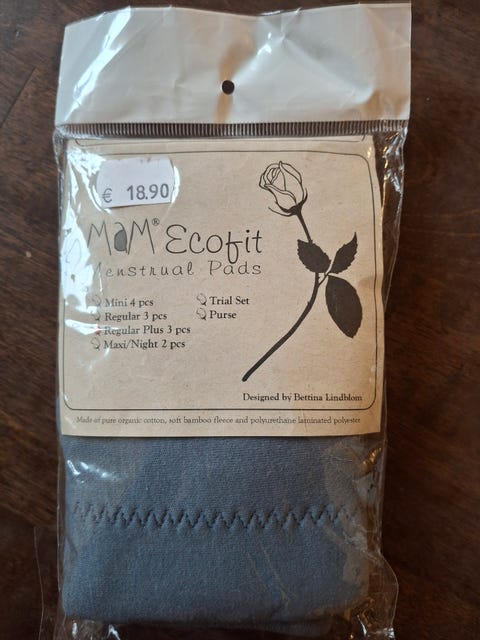 € 18.90
MaM® Ecofit
Menstrual Pads
Mini 4 pcs
Regular 3 pcs
Regular Plus 3 pcs
Maxi/Night 2 pcs
Trial Set
Purse
Designed by Bettina Lindblom
Made of pure organic cotton, soft bamboo fleece and polyurethane laminated polyester